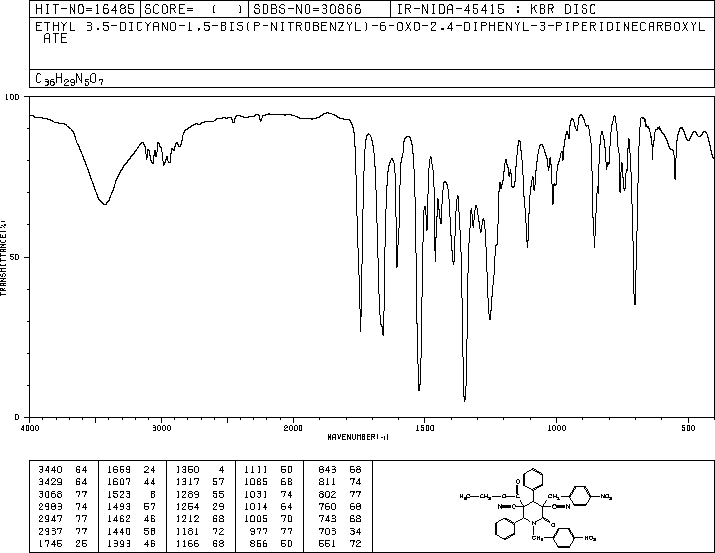 HIT-NO=16485 SCORE= ( ) SDBS-NO=30866 IR-NIDA-45415 : KBR DISC
ETHYL 3,5-DICYANO-1,5-BIS(P-NITROBENZYL)-6-OXO-2,4-DIPHENYL-3-PIPERIDINECARBOXYL
ATE
C36H29N5O7
100
50
0
TRANSMITTANCE(%)
4000 3000 2000 1500 1000 500
WAVENUMBER(-1)
3440 64 1659 24 1350 4 1111 50 843 68
3429 64 1607 44 1317 57 1085 68 811 74
3068 77 1523 8 1289 55 1031 74 802 77
2983 74 1493 57 1254 29 1014 64 760 68
2947 77 1462 46 1212 68 1005 70 743 68
2937 77 1440 58 1181 72 977 77 703 34
1746 25 1393 46 1166 68 856 50 551 72